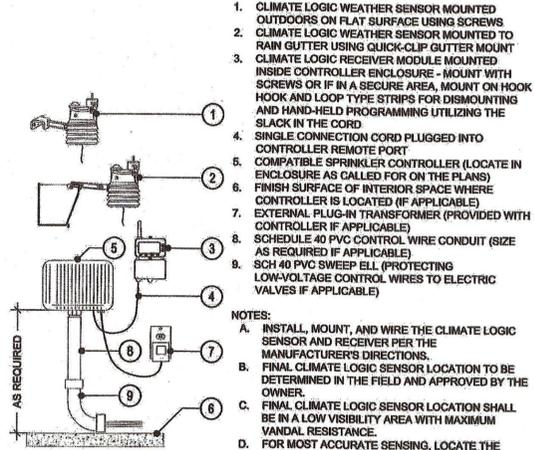 1. CLIMATE LOGIC WEATHER SENSOR MOUNTED
OUTDOORS ON FLAT SURFACE USING SCREWS
2. CLIMATE LOGIC WEATHER SENSOR MOUNTED TO
RAIN GUTTER USING QUICK-CLIP GUTTER MOUNT
3. CLIMATE LOGIC RECEIVER MODULE MOUNTED
INSIDE CONTROLLER ENCLOSURE - MOUNT WITH
SCREWS OR IF IN A SECURE AREA, MOUNT ON HOOK
HOOK AND LOOP TYPE STRIPS FOR DISMOUNTING
AND HAND-HELD PROGRAMMING UTILIZING THE
SLACK IN THE CORD
4. SINGLE CONNECTION CORD PLUGGED INTO
CONTROLLER REMOTE PORT
5. COMPATIBLE SPRINKLER CONTROLLER (LOCATE IN
ENCLOSURE AS CALLED FOR ON THE PLANS)
6. FINISH SURFACE OF INTERIOR SPACE WHERE
CONTROLLER IS LOCATED (IF APPLICABLE)
7. EXTERNAL PLUG-IN TRANSFORMER (PROVIDED WITH
CONTROLLER IF APPLICABLE)
8. SCHEDULE 40 PVC CONTROL WIRE CONDUIT (SIZE
AS REQUIRED IF APPLICABLE)
9. SCH 40 PVC SWEEP ELL (PROTECTING
LOW-VOLTAGE CONTROL WIRES TO ELECTRIC
VALVES IF APPLICABLE)
NOTES:
A. INSTALL, MOUNT, AND WIRE THE CLIMATE LOGIC
SENSOR AND RECEIVER PER THE
MANUFACTURER'S DIRECTIONS.
B. FINAL CLIMATE LOGIC SENSOR LOCATION TO BE
DETERMINED IN THE FIELD AND APPROVED BY THE
OWNER.
C. FINAL CLIMATE LOGIC SENSOR LOCATION SHALL
BE IN A LOW VISIBILITY AREA WITH MAXIMUM
VANDAL RESISTANCE.
D. FOR MOST ACCURATE SENSING, LOCATE THE
1
2
3
5
4
8
7
9
6
AS REQUIRED